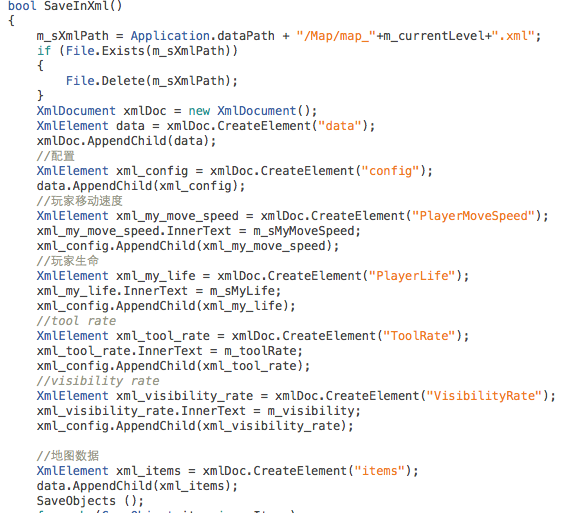 bool SaveInXml()
{
m_sXmlPath = Application.dataPath + "/Map/map_"+m_currentLevel+".xml";
if (File.Exists(m_sXmlPath))
{
File.Delete(m_sXmlPath);
}
XmlDocument xmlDoc = new XmlDocument();
XmlElement data = xmlDoc.CreateElement("data");
xmlDoc.AppendChild(data);
//配置
XmlElement xml_config = xmlDoc.CreateElement("config");
data.AppendChild(xml_config);
//玩家移动速度
XmlElement xml_my_move_speed = xmlDoc.CreateElement("PlayerMoveSpeed");
xml_my_move_speed.InnerText = m_sMyMoveSpeed;
xml_config.AppendChild(xml_my_move_speed);
//玩家生命
XmlElement xml_my_life = xmlDoc.CreateElement("PlayerLife");
xml_my_life.InnerText = m_sMyLife;
xml_config.AppendChild(xml_my_life);
//tool rate
XmlElement xml_tool_rate = xmlDoc.CreateElement("ToolRate");
xml_tool_rate.InnerText = m_toolRate;
xml_config.AppendChild(xml_tool_rate);
//visibility rate
XmlElement xml_visibility_rate = xmlDoc.CreateElement("VisibilityRate");
xml_visibility_rate.InnerText = m_visibility;
xml_config.AppendChild(xml_visibility_rate);
//地图数据
XmlElement xml_items = xmlDoc.CreateElement("items");
data.AppendChild(xml_items);
SaveObjects ();